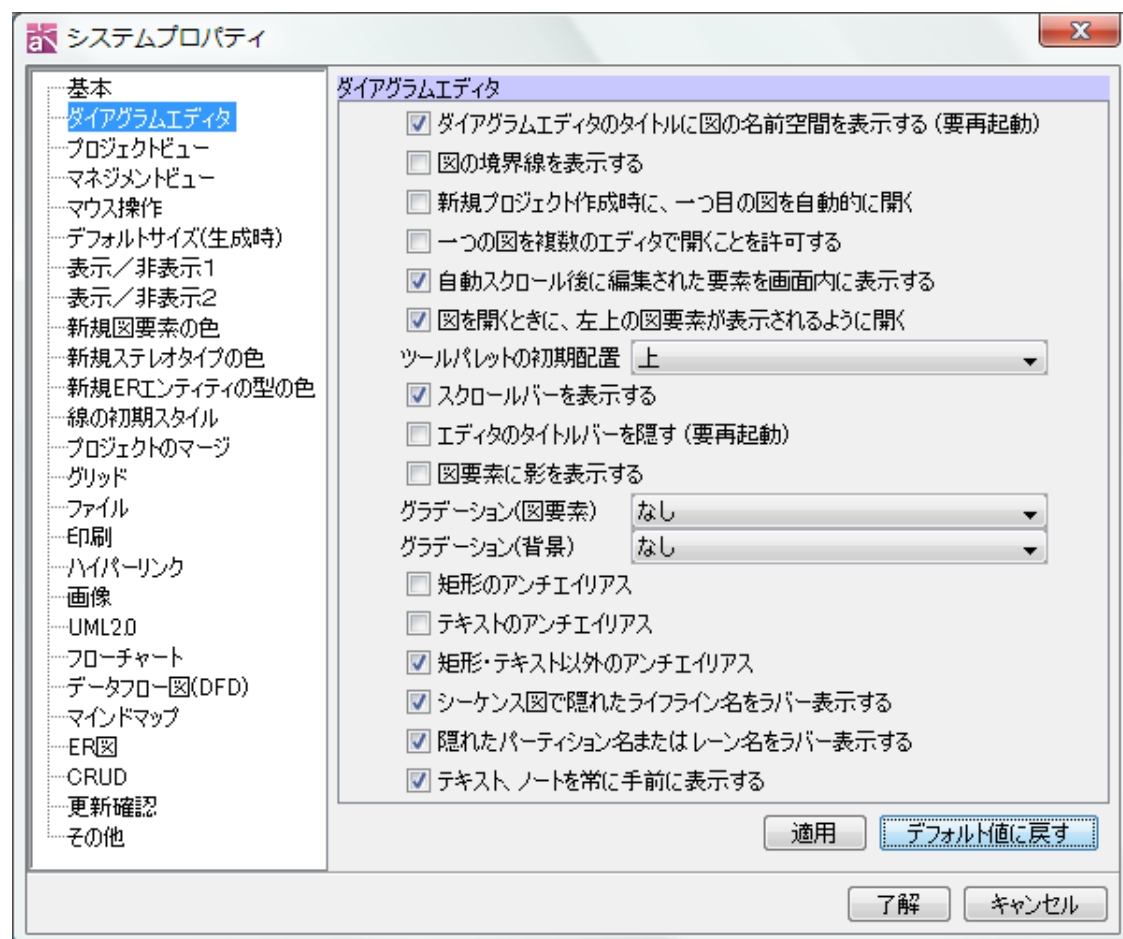 システムプロパティ
基本
ダイアグラムエディタ
プロジェクトビュー
マネジメントビュー
マウス操作
デフォルトサイズ(生成時)
表示／非表示1
表示／非表示2
新規図要素の色
新規ステレオタイプの色
新規ERエンティティの型の色
線の初期スタイル
プロジェクトのマージ
グリッド
ファイル
印刷
ハイパーリンク
画像
UML2.0
フローチャート
データフロー図(DFD)
マインドマップ
ER図
CRUD
更新確認
その他
ダイアグラムエディタ
ダイアグラムエディタのタイトルに図の名前空間を表示する (要再起動)
図の境界線を表示する
新規プロジェクト作成時に、一つ目の図を自動的に開く
一つの図を複数のエディタで開くことを許可する
自動スクロール後に編集された要素を画面内に表示する
図を開くときに、左上の図要素が表示されるように開く
ツールパレットの初期配置 上
スクロールバーを表示する
エディタのタイトルバーを隠す (要再起動)
図要素に影を表示する
グラデーション(図要素) なし
グラデーション(背景) なし
矩形のアンチエイリアス
テキストのアンチエイリアス
矩形・テキスト以外のアンチエイリアス
シーケンス図で隠れたライフライン名をラバー表示する
隠れたパーティション名またはレーン名をラバー表示する
テキスト、ノートを常に手前に表示する
適用 デフォルト値に戻す
了解 キャンセル